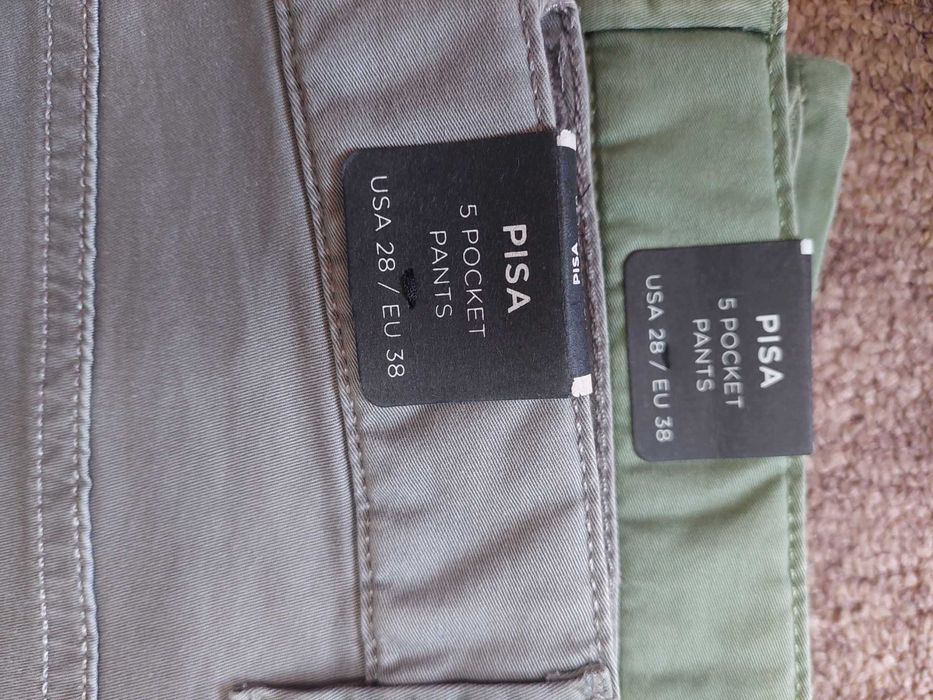 PISA
5 POCKET
PANTS
USA 28 / EU 38
PISA
PISA
5 POCKET
PANTS
USA 28 / EU 38